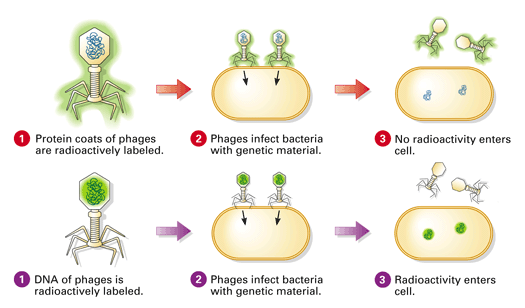 1 Protein coats of phages
are radioactively labeled.
2 Phages infect bacteria
with genetic material.
3 No radioactivity enters
cell.
1 DNA of phages is
radioactively labeled.
2 Phages infect bacteria
with genetic material.
3 Radioactivity enters
cell.